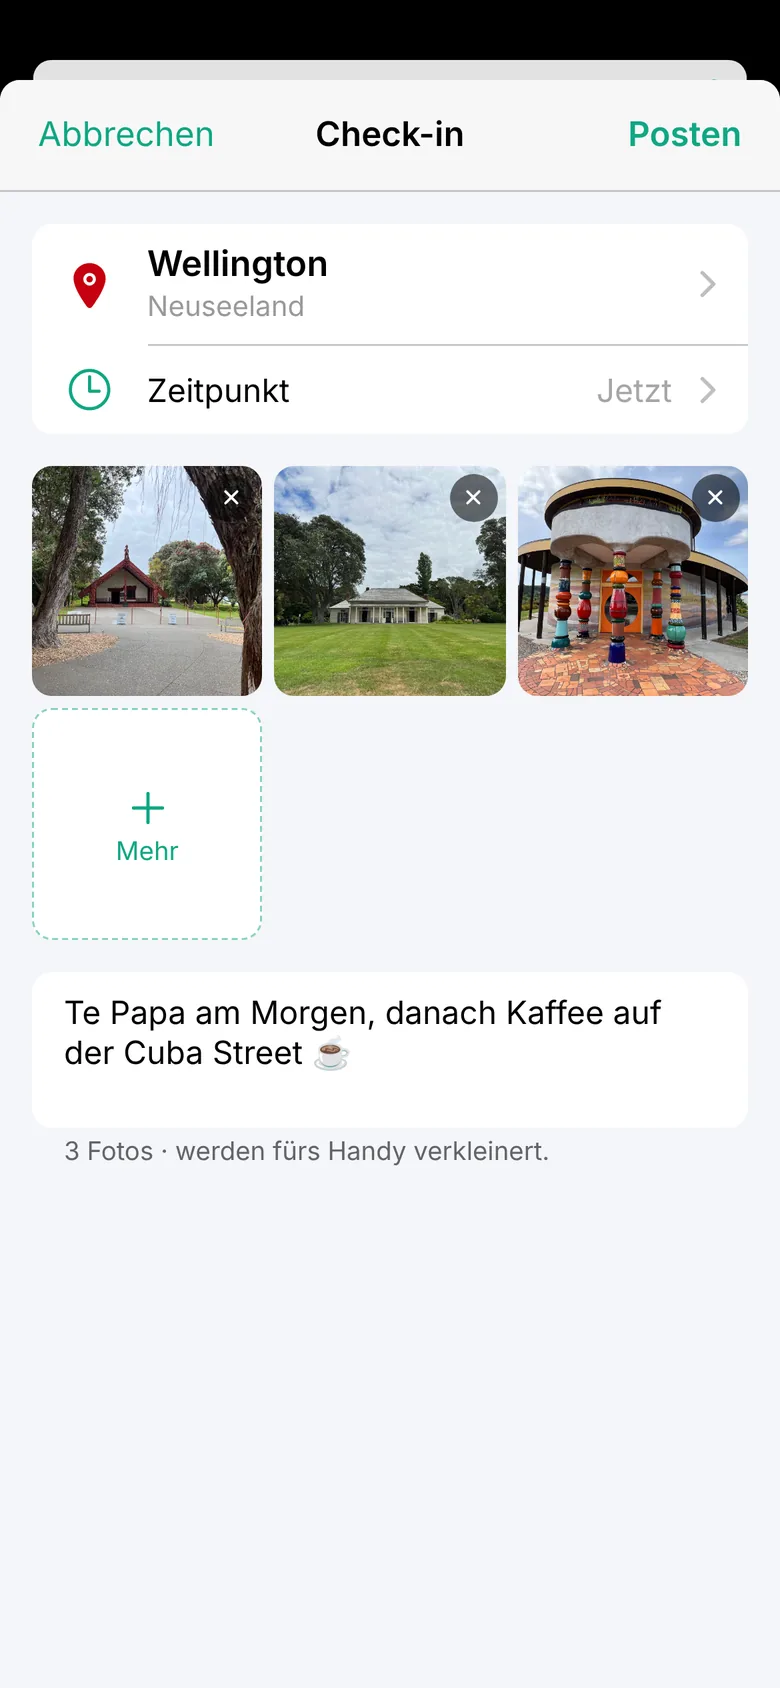 Abbrechen
Check-in
Posten
Wellington
Neuseeland
Zeitpunkt
Jetzt
Mehr
Te Papa am Morgen, danach Kaffee auf
der Cuba Street ☕
3 Fotos · werden fürs Handy verkleinert.